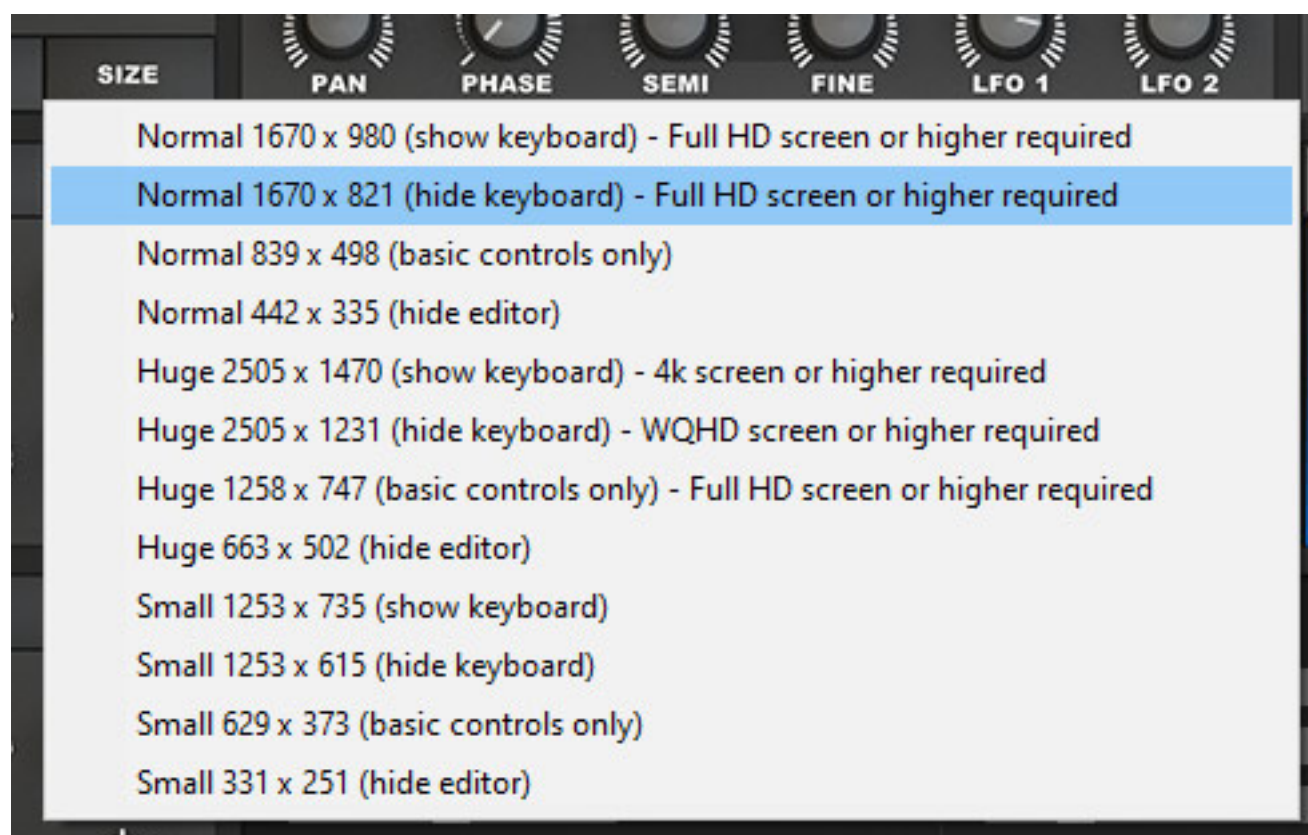 SIZE
PAN PHASE SEMI FINE LFO 1 LFO 2
Normal 1670 x 980 (show keyboard) - Full HD screen or higher required
Normal 1670 x 821 (hide keyboard) - Full HD screen or higher required
Normal 839 x 498 (basic controls only)
Normal 442 x 335 (hide editor)
Huge 2505 x 1470 (show keyboard) - 4k screen or higher required
Huge 2505 x 1231 (hide keyboard) - WQHD screen or higher required
Huge 1258 x 747 (basic controls only) - Full HD screen or higher required
Huge 663 x 502 (hide editor)
Small 1253 x 735 (show keyboard)
Small 1253 x 615 (hide keyboard)
Small 629 x 373 (basic controls only)
Small 331 x 251 (hide editor)